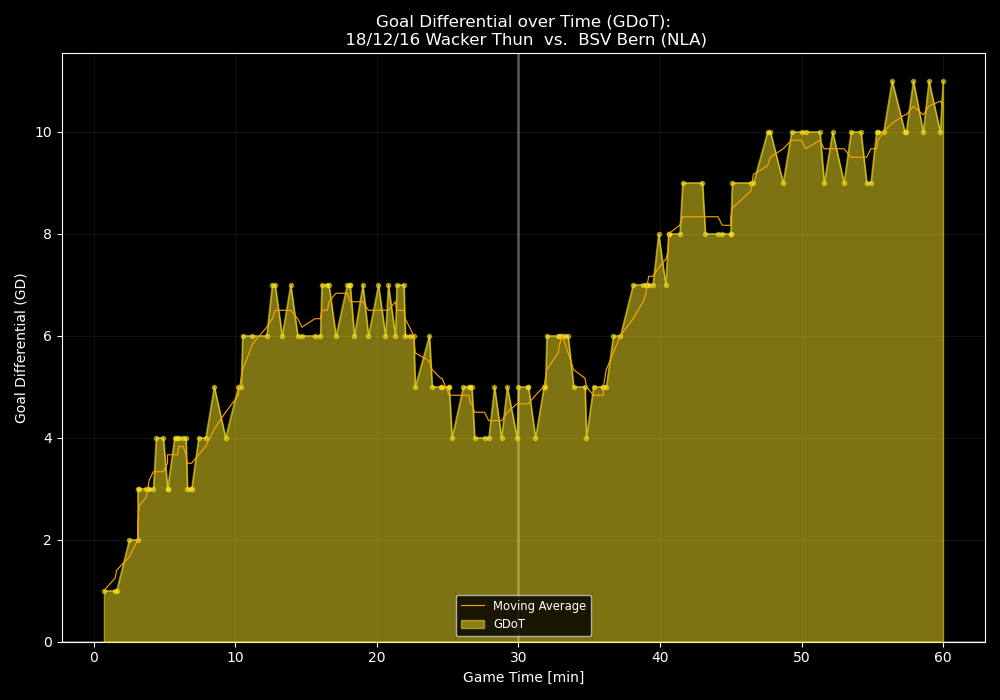 Goal Differential over Time (GDoT):
18/12/16 Wacker Thun  vs.  BSV Bern (NLA)
Goal Differential (GD)
10
8
6
4
2
0
Moving Average
GDoT
0 10 20 30 40 50 60
Game Time [min]